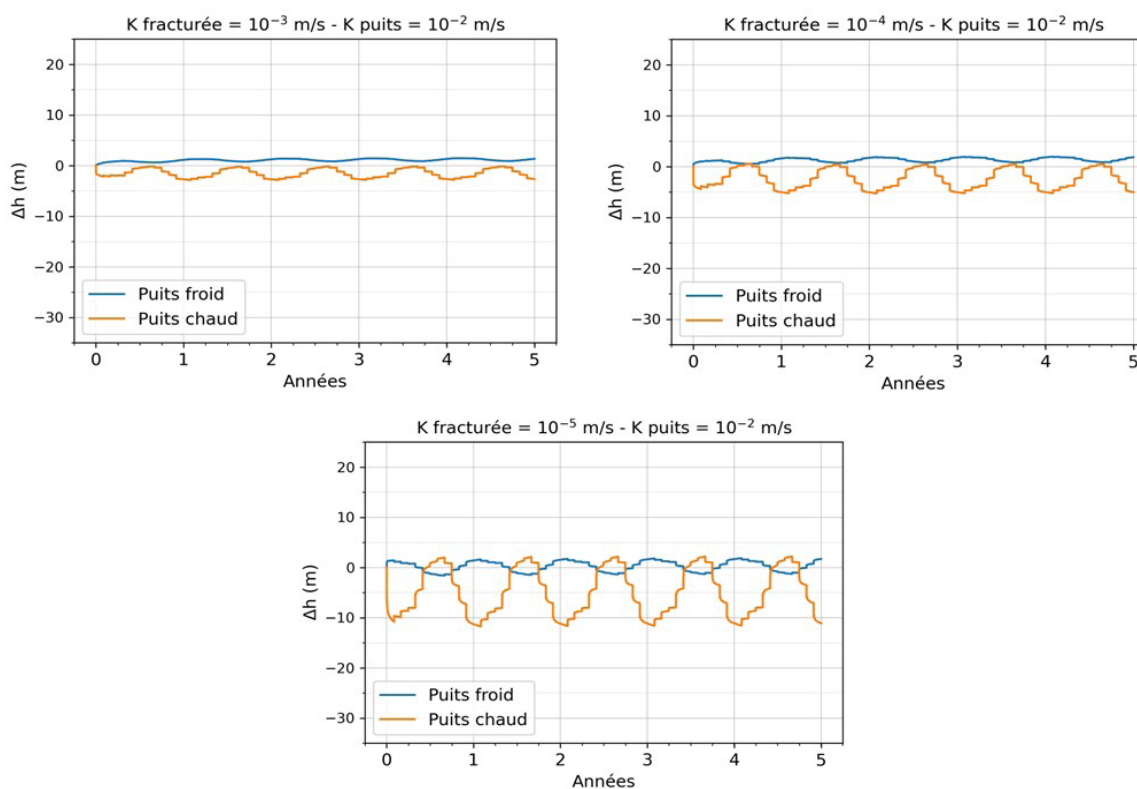 K fracturée = 10⁻³ m/s - K puits = 10⁻² m/s
Δh (m)
20
10
0
−10
−20
−30
Puits froid
Puits chaud
0 1 2 3 4 5
Années
K fracturée = 10⁻⁴ m/s - K puits = 10⁻² m/s
Δh (m)
20
10
0
−10
−20
−30
Puits froid
Puits chaud
0 1 2 3 4 5
Années
K fracturée = 10⁻⁵ m/s - K puits = 10⁻² m/s
Δh (m)
20
10
0
−10
−20
−30
Puits froid
Puits chaud
0 1 2 3 4 5
Années